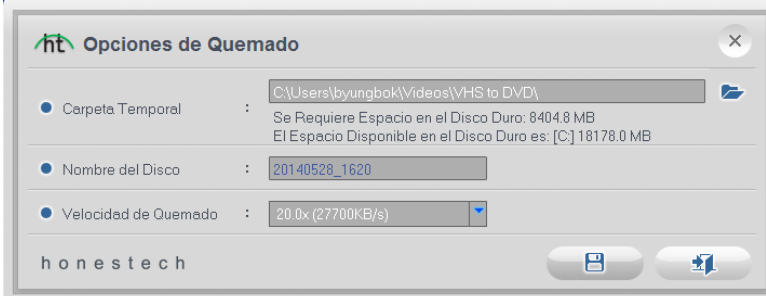 ht Opciones de Quemado
Carpeta Temporal : C:\Users\byungbok\Videos\VHS to DVD\
Se Requiere Espacio en el Disco Duro: 8404.8 MB
El Espacio Disponible en el Disco Duro es: [C:] 18178.0 MB
Nombre del Disco : 20140528_1620
Velocidad de Quemado : 20.0x (27700KB/s)
honestech